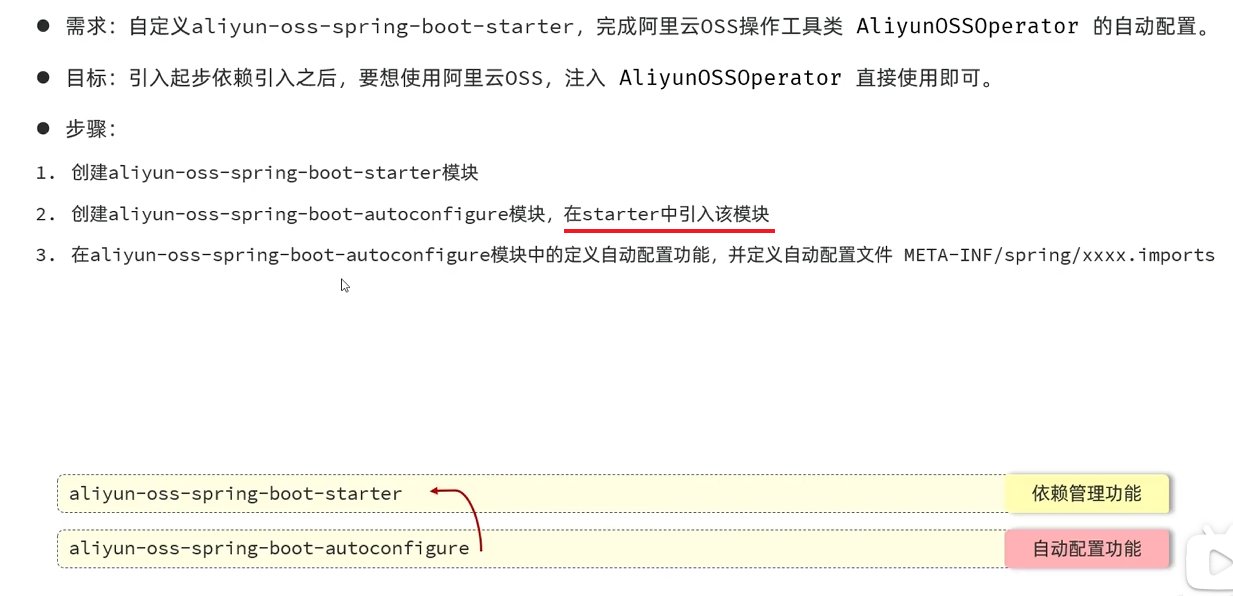 ● 需求：自定义aliyun-oss-spring-boot-starter，完成阿里云OSS操作工具类 AliyunOSSOperator 的自动配置。
● 目标：引入起步依赖引入之后，要想使用阿里云OSS，注入 AliyunOSSOperator 直接使用即可。
● 步骤：
1. 创建aliyun-oss-spring-boot-starter模块
2. 创建aliyun-oss-spring-boot-autoconfigure模块，在starter中引入该模块
3. 在aliyun-oss-spring-boot-autoconfigure模块中的定义自动配置功能，并定义自动配置文件 META-INF/spring/xxxx.imports
aliyun-oss-spring-boot-starter 依赖管理功能
aliyun-oss-spring-boot-autoconfigure 自动配置功能